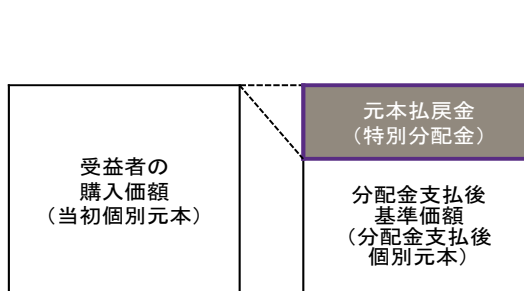 受益者の
購入価額
（当初個別元本）
元本払戻金
（特別分配金）
分配金支払後
基準価額
（分配金支払後
個別元本）